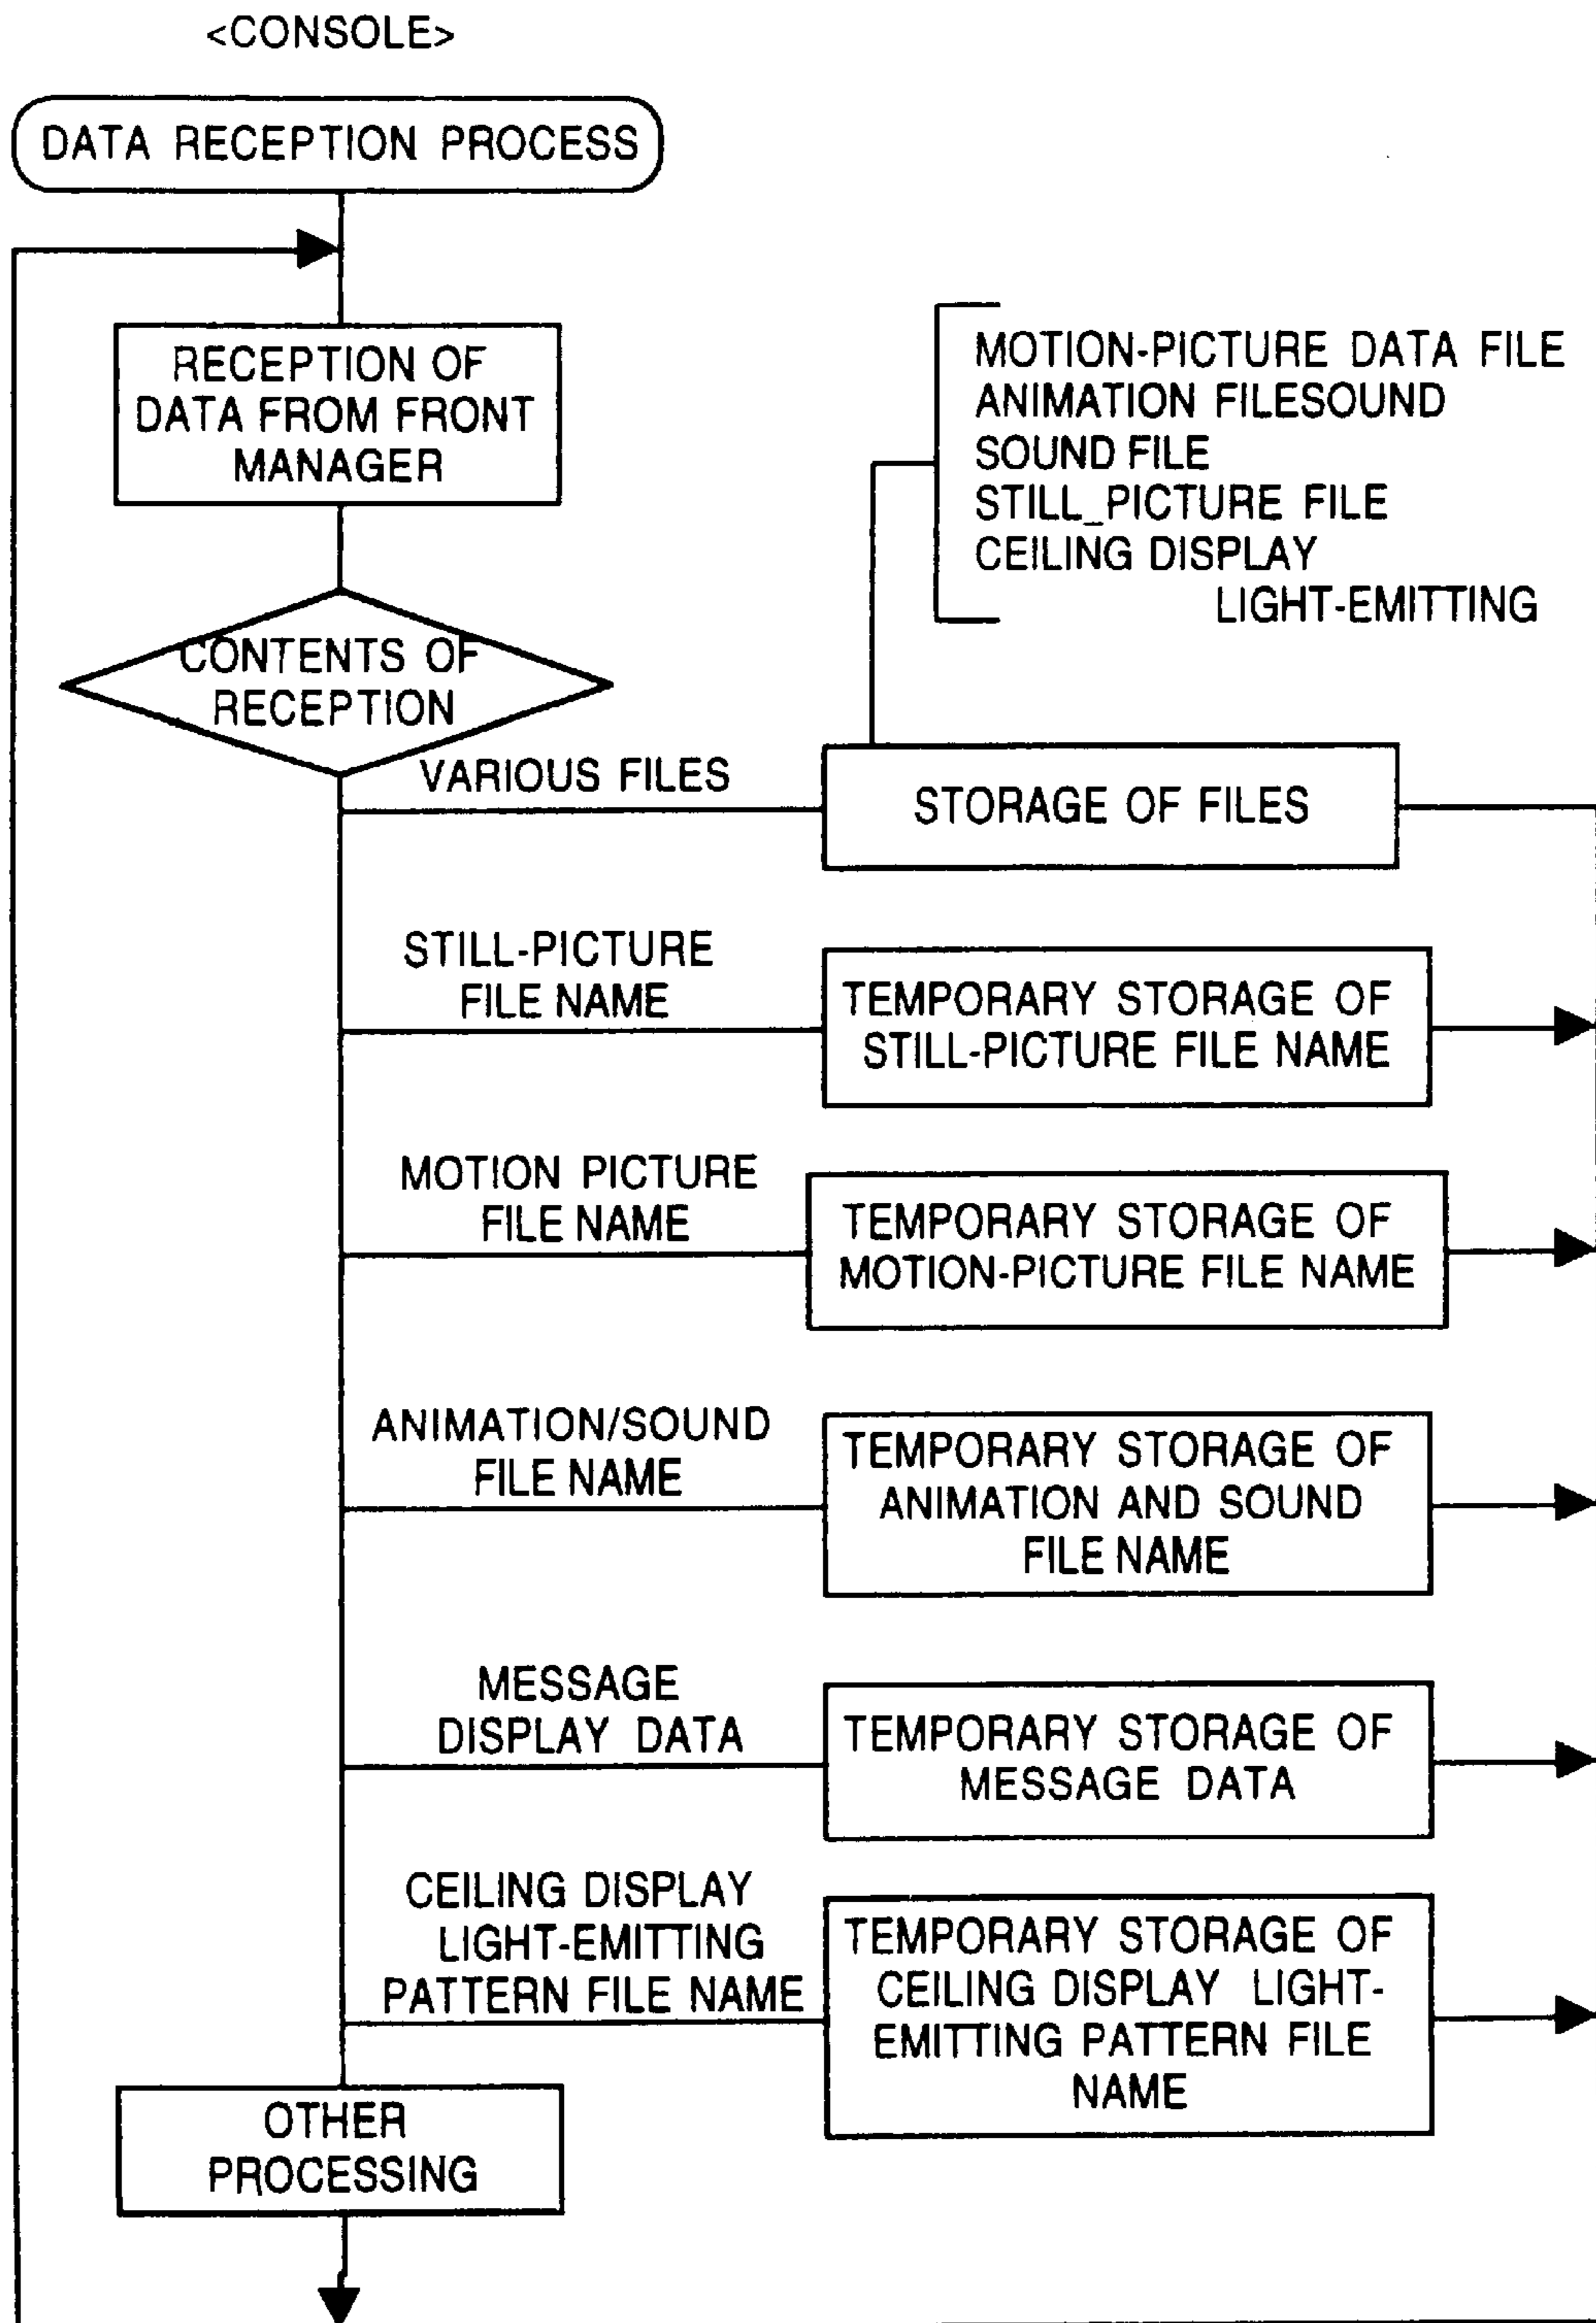 <CONSOLE>
DATA RECEPTION PROCESS
RECEPTION OF
DATA FROM FRONT
MANAGER
MOTION-PICTURE DATA FILE
ANIMATION FILESOUND
SOUND FILE
STILL_PICTURE FILE
CEILING DISPLAY
LIGHT-EMITTING
CONTENTS OF
RECEPTION
VARIOUS FILES
STORAGE OF FILES
STILL-PICTURE
FILE NAME
TEMPORARY STORAGE OF
STILL-PICTURE FILE NAME
MOTION PICTURE
FILE NAME
TEMPORARY STORAGE OF
MOTION-PICTURE FILE NAME
ANIMATION/SOUND
FILE NAME
TEMPORARY STORAGE OF
ANIMATION AND SOUND
FILE NAME
MESSAGE
DISPLAY DATA
TEMPORARY STORAGE OF
MESSAGE DATA
CEILING DISPLAY
LIGHT-EMITTING
PATTERN FILE NAME
TEMPORARY STORAGE OF
CEILING DISPLAY LIGHT-
EMITTING PATTERN FILE
NAME
OTHER
PROCESSING